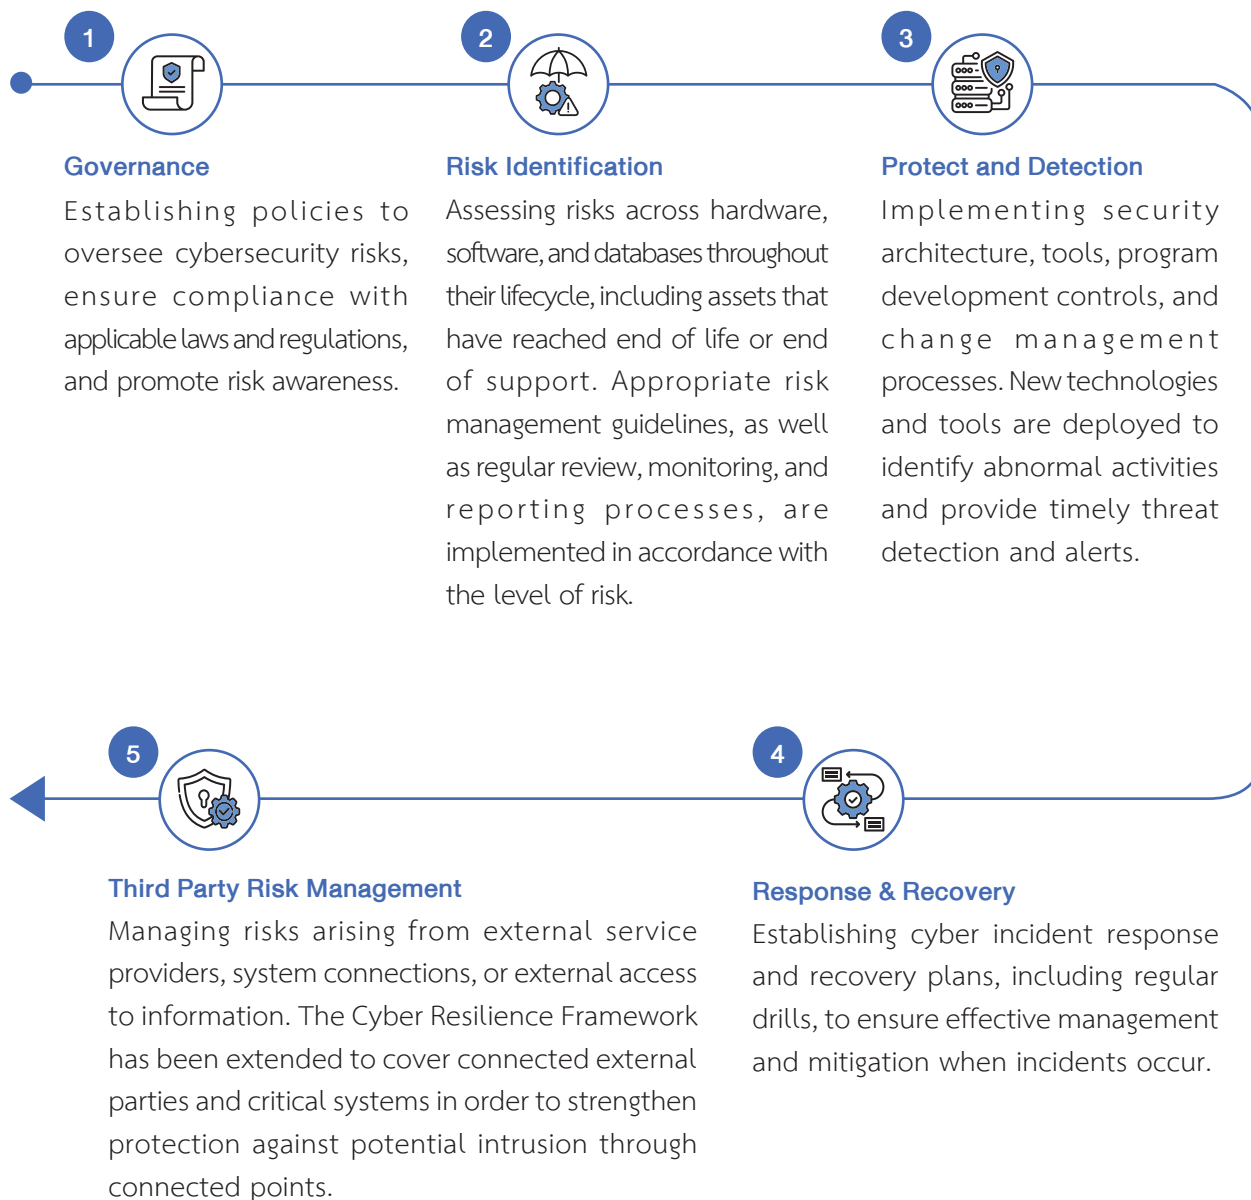 1
Governance
Establishing policies to
oversee cybersecurity risks,
ensure compliance with
applicable laws and regulations,
and promote risk awareness.
2
Risk Identification
Assessing risks across hardware,
software, and databases throughout
their lifecycle, including assets that
have reached end of life or end
of support. Appropriate risk
management guidelines, as well
as regular review, monitoring, and
reporting processes, are
implemented in accordance with
the level of risk.
3
Protect and Detection
Implementing security
architecture, tools, program
development controls, and
change management
processes. New technologies
and tools are deployed to
identify abnormal activities
and provide timely threat
detection and alerts.
4
Response & Recovery
Establishing cyber incident response
and recovery plans, including regular
drills, to ensure effective management
and mitigation when incidents occur.
5
Third Party Risk Management
Managing risks arising from external service
providers, system connections, or external access
to information. The Cyber Resilience Framework
has been extended to cover connected external
parties and critical systems in order to strengthen
protection against potential intrusion through
connected points.